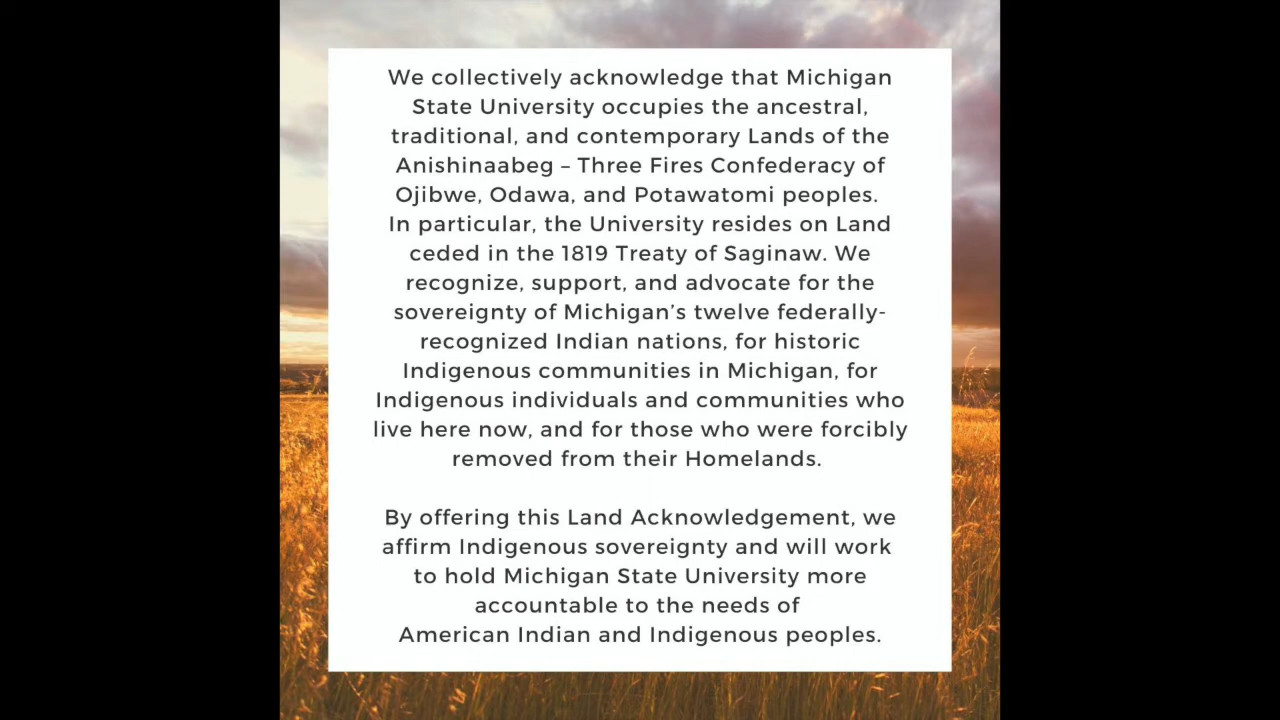 We collectively acknowledge that Michigan
State University occupies the ancestral,
traditional, and contemporary Lands of the
Anishinaabeg – Three Fires Confederacy of
Ojibwe, Odawa, and Potawatomi peoples.
In particular, the University resides on Land
ceded in the 1819 Treaty of Saginaw. We
recognize, support, and advocate for the
sovereignty of Michigan's twelve federally-
recognized Indian nations, for historic
Indigenous communities in Michigan, for
Indigenous individuals and communities who
live here now, and for those who were forcibly
removed from their Homelands.
By offering this Land Acknowledgement, we
affirm Indigenous sovereignty and will work
to hold Michigan State University more
accountable to the needs of
American Indian and Indigenous peoples.